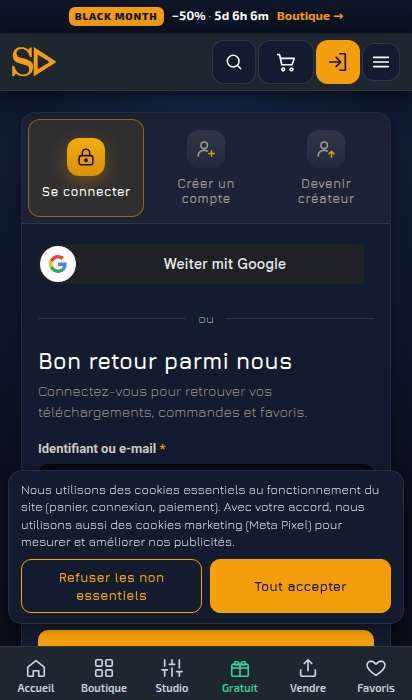 BLACK MONTH −50% · 5d 6h 6m Boutique →
Se connecter
Créer un
compte
Devenir
créateur
Weiter mit Google
ou
Bon retour parmi nous
Connectez-vous pour retrouver vos
téléchargements, commandes et favoris.
Identifiant ou e-mail *
Nous utilisons des cookies essentiels au fonctionnement du
site (panier, connexion, paiement). Avec votre accord, nous
utilisons aussi des cookies marketing (Meta Pixel) pour
mesurer et améliorer nos publicités.
Refuser les non
essentiels
Tout accepter
Accueil Boutique Studio Gratuit Vendre Favoris